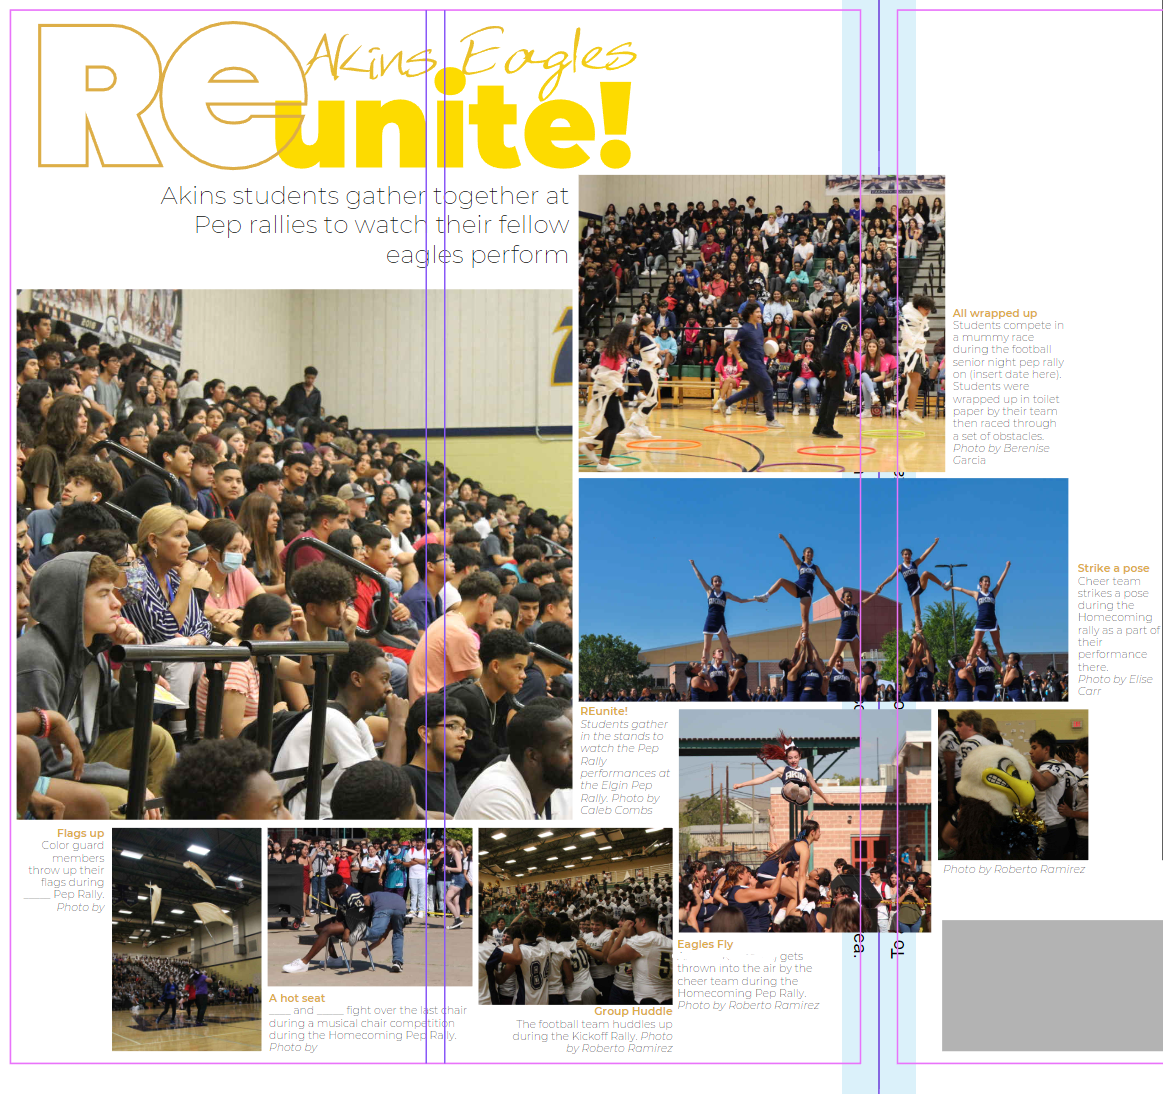 REunite!
Akins Eagles
Akins students gather together at
Pep rallies to watch their fellow
eagles perform
All wrapped up
Students compete in
a mummy race
during the football
senior night pep rally
on (insert date here).
Students were
wrapped up in toilet
paper by their team
then raced through
a set of obstacles.
Photo by Berenise
Garcia
Strike a pose
Cheer team
strikes a pose
during the
Homecoming
rally as a part of
their
performance
there.
Photo by Elise
Carr
REunite!
Students gather
in the stands to
watch the Pep
Rally
performances at
the Elgin Pep
Rally. Photo by
Caleb Combs
Photo by Roberto Ramirez
Flags up
Color guard
members
throw up their
flags during
_____ Pep Rally.
Photo by
A hot seat
____ and _____ fight over the last chair
during a musical chair competition
during the Homecoming Pep Rally.
Photo by
Group Huddle
The football team huddles up
during the Kickoff Rally. Photo
by Roberto Ramirez
Eagles Fly
gets
thrown into the air by the
cheer team during the
Homecoming Pep Rally.
Photo by Roberto Ramirez
ea.